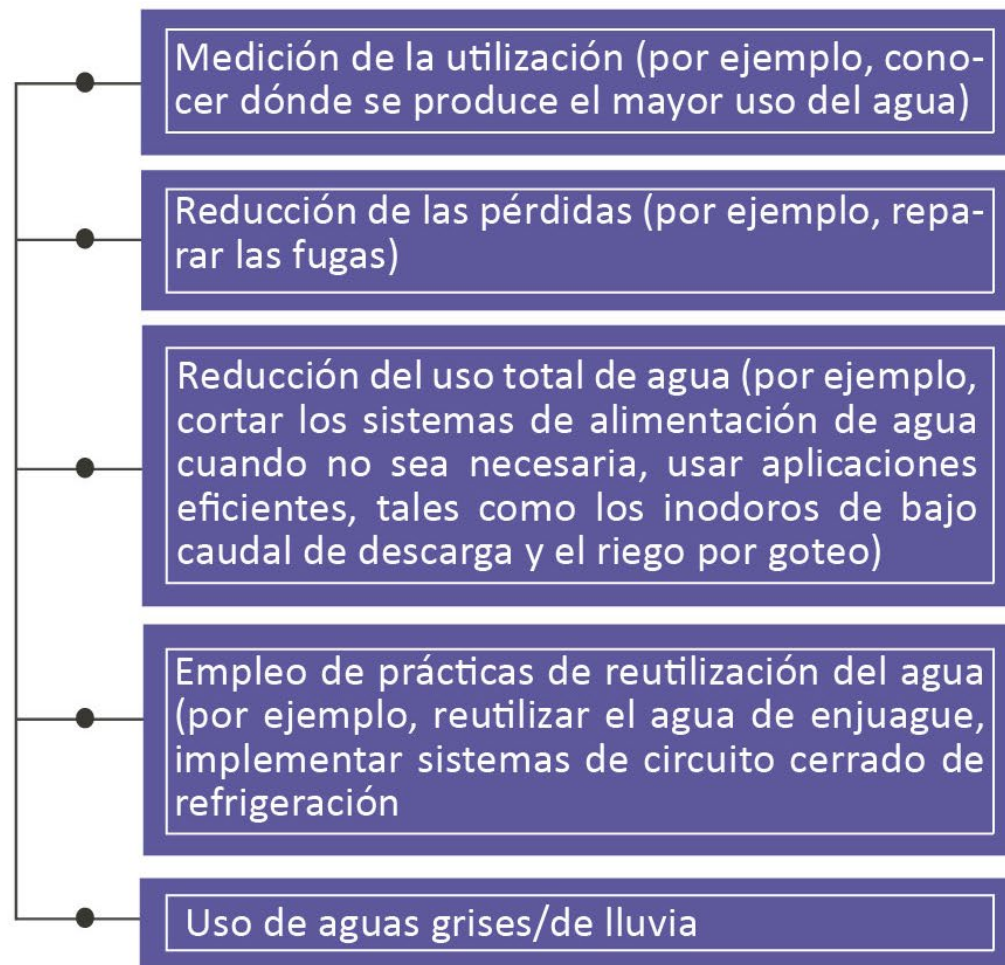 Medición de la utilización (por ejemplo, cono-
cer dónde se produce el mayor uso del agua)
Reducción de las pérdidas (por ejemplo, repa-
rar las fugas)
Reducción del uso total de agua (por ejemplo,
cortar los sistemas de alimentación de agua
cuando no sea necesaria, usar aplicaciones
eficientes, tales como los inodoros de bajo
caudal de descarga y el riego por goteo)
Empleo de prácticas de reutilización del agua
(por ejemplo, reutilizar el agua de enjuague,
implementar sistemas de circuito cerrado de
refrigeración
Uso de aguas grises/de lluvia